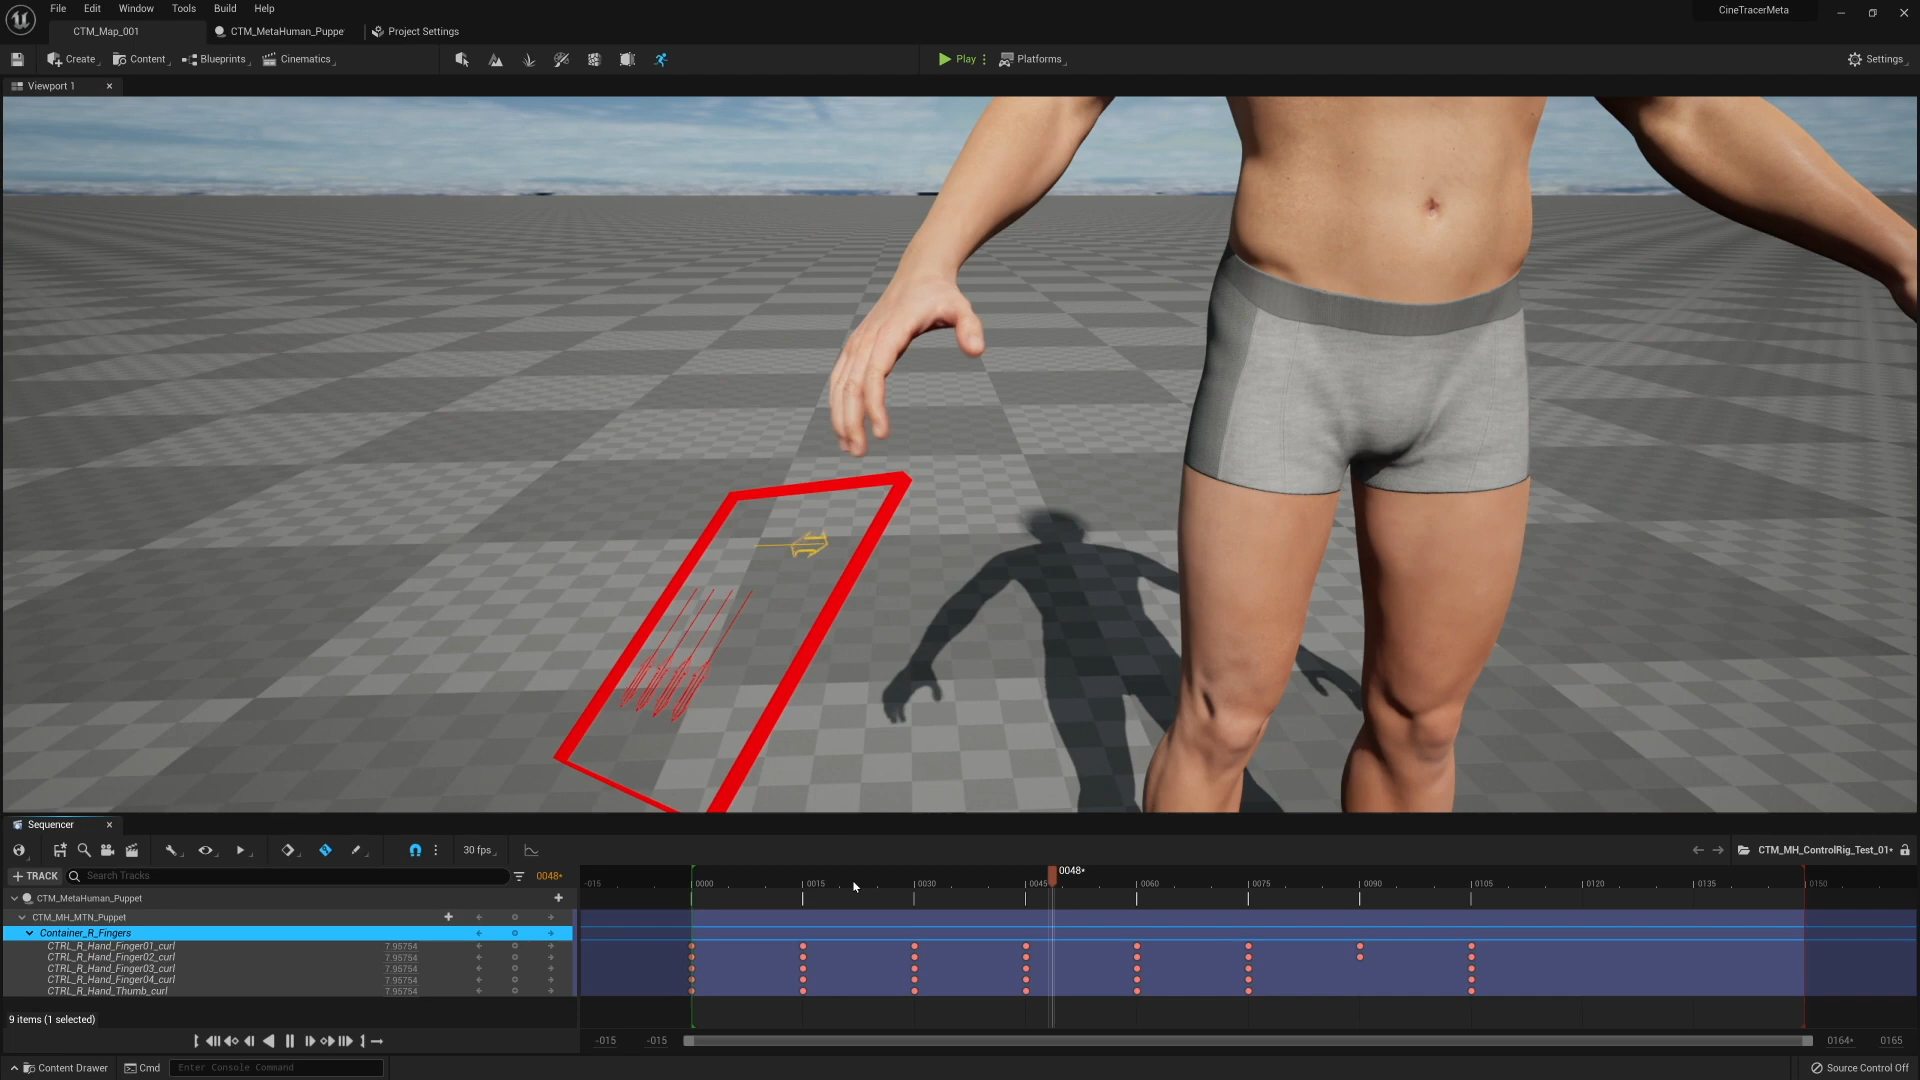 File Edit Window Tools Build Help
CineTracerMeta
CTM_Map_001
CTM_MetaHuman_Puppe
Project Settings
Create
Content
Blueprints
Cinematics
Play
Platforms
Settings
Viewport 1
Sequencer
30 fps
CTM_MH_ControlRig_Test_01*
+ TRACK
Search Tracks
0048*
0048*
-015 0000 0015 0030 0045 0060 0075 0090 0105 0120 0135 0150
CTM_MetaHuman_Puppet
CTM_MH_MTN_Puppet
Container_R_Fingers
CTRL_R_Hand_Finger01_curl 7.95754
CTRL_R_Hand_Finger02_curl 7.95754
CTRL_R_Hand_Finger03_curl 7.95754
CTRL_R_Hand_Finger04_curl 7.95754
CTRL_R_Hand_Thumb_curl 7.95754
9 items (1 selected)
-015 -015 0164* 0165
Content Drawer
Cmd
Enter Console Command
Source Control Off